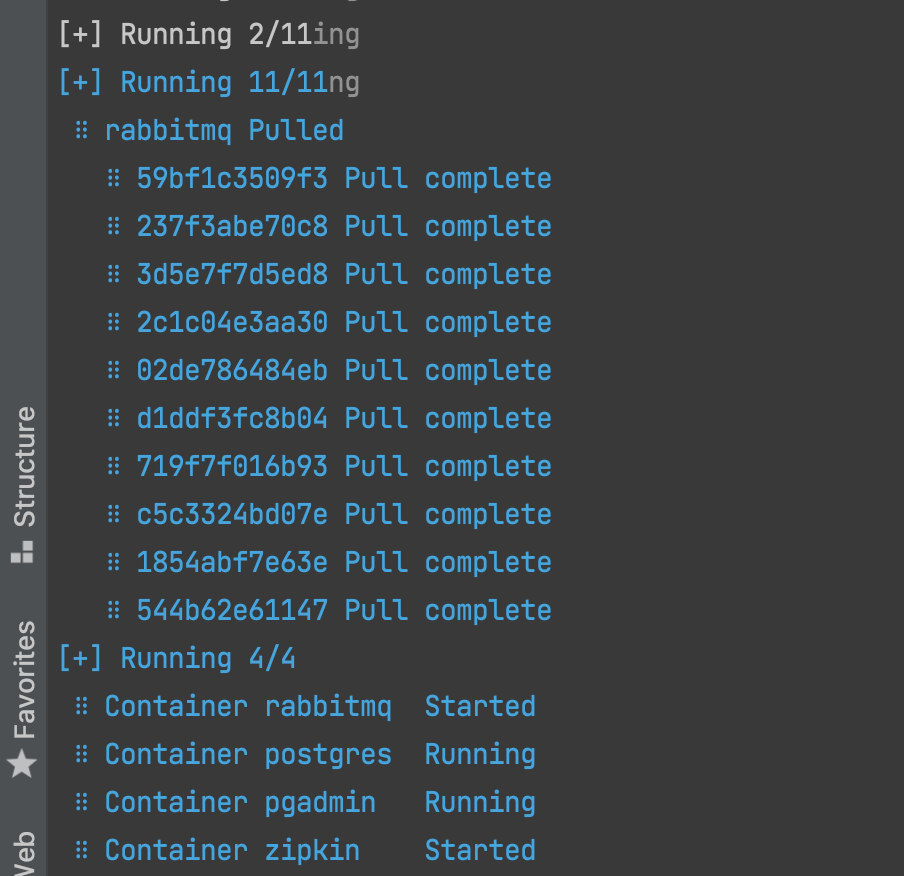 [+] Running 2/11ing
[+] Running 11/11ng
⠿ rabbitmq Pulled
⠿ 59bf1c3509f3 Pull complete
⠿ 237f3abe70c8 Pull complete
⠿ 3d5e7f7d5ed8 Pull complete
⠿ 2c1c04e3aa30 Pull complete
⠿ 02de786484eb Pull complete
⠿ d1ddf3fc8b04 Pull complete
⠿ 719f7f016b93 Pull complete
⠿ c5c3324bd07e Pull complete
⠿ 1854abf7e63e Pull complete
⠿ 544b62e61147 Pull complete
[+] Running 4/4
⠿ Container rabbitmq Started
⠿ Container postgres Running
⠿ Container pgadmin Running
⠿ Container zipkin Started
Structure
Favorites
Web